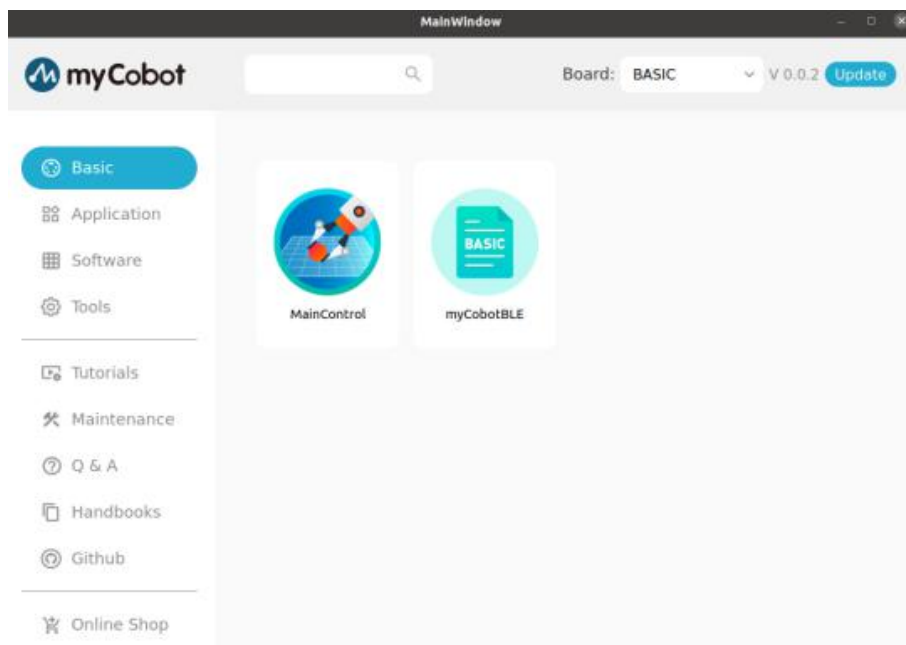 MainWindow
myCobot
Board: BASIC V 0.0.2 Update
Basic
Application
Software
Tools
Tutorials
Maintenance
Q & A
Handbooks
Github
Online Shop
BASIC
MainControl
myCobotBLE